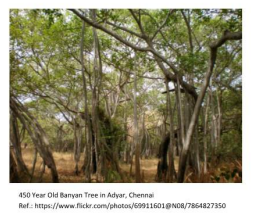 450 Year Old Banyan Tree in Adyar, Chennai
Ref.: https://www.flickr.com/photos/69911601@N08/7864827350